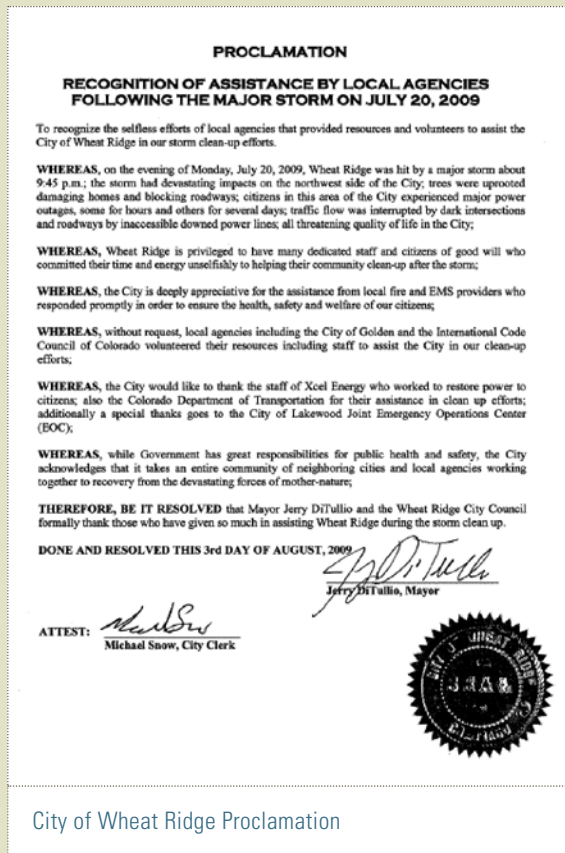 PROCLAMATION
RECOGNITION OF ASSISTANCE BY LOCAL AGENCIES
FOLLOWING THE MAJOR STORM ON JULY 20, 2009
To recognize the selfless efforts of local agencies that provided resources and volunteers to assist the
City of Wheat Ridge in our storm clean-up efforts.
WHEREAS, on the evening of Monday, July 20, 2009, Wheat Ridge was hit by a major storm about
9:45 p.m.; the storm had devastating impacts on the northwest side of the City; trees were uprooted
damaging homes and blocking roadways; citizens in this area of the City experienced major power
outages, some for hours and others for several days; traffic flow was interrupted by dark intersections
and roadways by inaccessible downed power lines; all threatening quality of life in the City;
WHEREAS, Wheat Ridge is privileged to have many dedicated staff and citizens of good will who
committed their time and energy unselfishly to helping their community clean-up after the storm;
WHEREAS, the City is deeply appreciative for the assistance from local fire and EMS providers who
responded promptly in order to ensure the health, safety and welfare of our citizens;
WHEREAS, without request, local agencies including the City of Golden and the International Code
Council of Colorado volunteered their resources including staff to assist the City in our clean-up
efforts;
WHEREAS, the City would like to thank the staff of Xcel Energy who worked to restore power to
citizens; also the Colorado Department of Transportation for their assistance in clean up efforts;
additionally a special thanks goes to the City of Lakewood Joint Emergency Operations Center
(EOC);
WHEREAS, while Government has great responsibilities for public health and safety, the City
acknowledges that it takes an entire community of neighboring cities and local agencies working
together to recovery from the devastating forces of mother-nature;
THEREFORE, BE IT RESOLVED that Mayor Jerry DiTullio and the Wheat Ridge City Council
formally thank those who have given so much in assisting Wheat Ridge during the storm clean up.
DONE AND RESOLVED THIS 3rd DAY OF AUGUST, 2009
Jerry DiTullio, Mayor
ATTEST:
Michael Snow, City Clerk
WHEAT RIDGE
SEAL
City of Wheat Ridge Proclamation